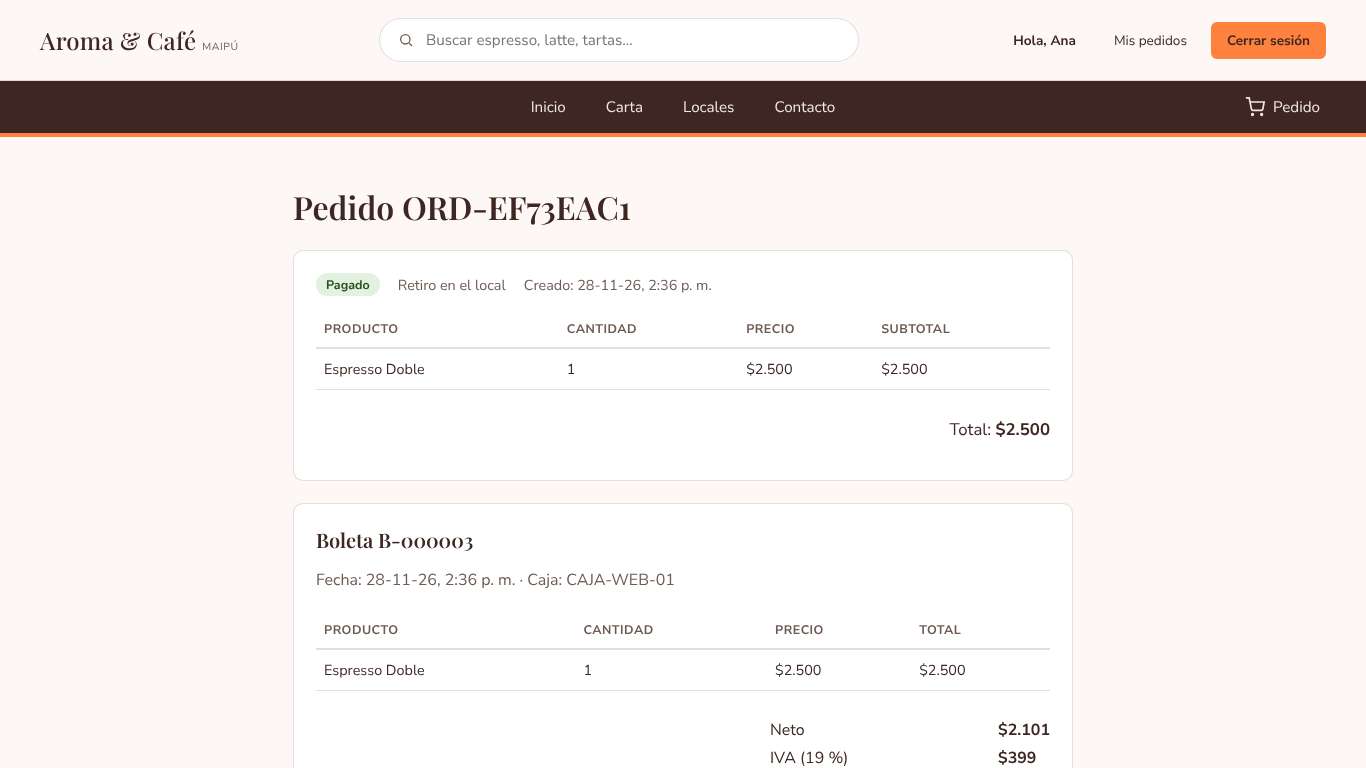 Aroma & Café MAIPÚ
Buscar espresso, latte, tartas...
Hola, Ana
Mis pedidos
Cerrar sesión
Inicio
Carta
Locales
Contacto
Pedido
Pedido ORD-EF73EAC1
Pagado Retiro en el local Creado: 28-11-26, 2:36 p. m.
PRODUCTO CANTIDAD PRECIO SUBTOTAL
Espresso Doble 1 $2.500 $2.500
Total: $2.500
Boleta B-000003
Fecha: 28-11-26, 2:36 p. m. · Caja: CAJA-WEB-01
PRODUCTO CANTIDAD PRECIO TOTAL
Espresso Doble 1 $2.500 $2.500
Neto $2.101
IVA (19 %) $399